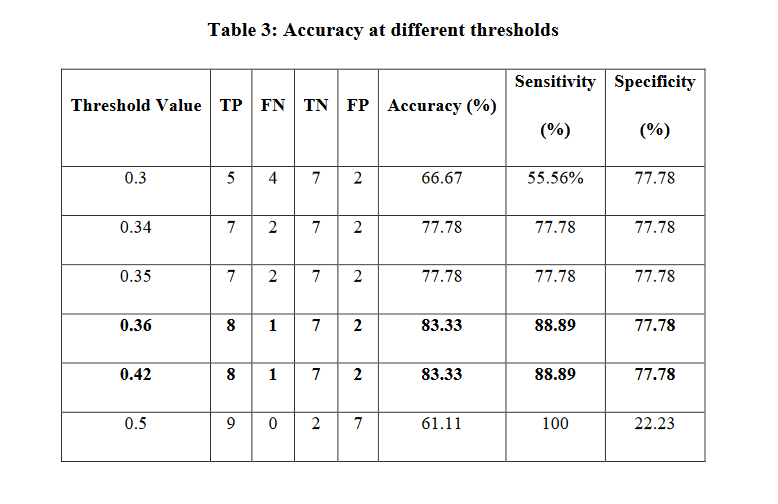 Table 3: Accuracy at different thresholds
Threshold Value TP FN TN FP Accuracy (%) Sensitivity (%) Specificity (%)
0.3 5 4 7 2 66.67 55.56% 77.78
0.34 7 2 7 2 77.78 77.78 77.78
0.35 7 2 7 2 77.78 77.78 77.78
0.36 8 1 7 2 83.33 88.89 77.78
0.42 8 1 7 2 83.33 88.89 77.78
0.5 9 0 2 7 61.11 100 22.23